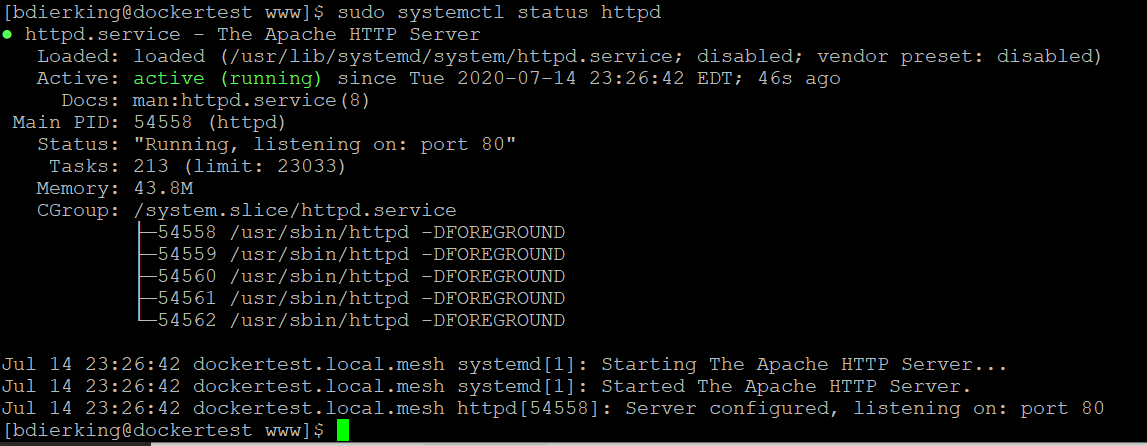 [bdierking@dockertest www]$ sudo systemctl status httpd
● httpd.service - The Apache HTTP Server
   Loaded: loaded (/usr/lib/systemd/system/httpd.service; disabled; vendor preset: disabled)
   Active: active (running) since Tue 2020-07-14 23:26:42 EDT; 46s ago
     Docs: man:httpd.service(8)
 Main PID: 54558 (httpd)
   Status: "Running, listening on: port 80"
    Tasks: 213 (limit: 23033)
   Memory: 43.8M
   CGroup: /system.slice/httpd.service
           ├─54558 /usr/sbin/httpd -DFOREGROUND
           ├─54559 /usr/sbin/httpd -DFOREGROUND
           ├─54560 /usr/sbin/httpd -DFOREGROUND
           ├─54561 /usr/sbin/httpd -DFOREGROUND
           └─54562 /usr/sbin/httpd -DFOREGROUND

Jul 14 23:26:42 dockertest.local.mesh systemd[1]: Starting The Apache HTTP Server...
Jul 14 23:26:42 dockertest.local.mesh systemd[1]: Started The Apache HTTP Server.
Jul 14 23:26:42 dockertest.local.mesh httpd[54558]: Server configured, listening on: port 80
[bdierking@dockertest www]$